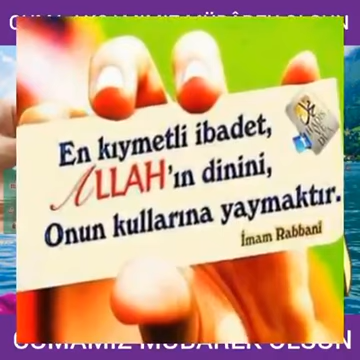 En kıymetli ibadet,
ALLAH'ın dinini,
Onun kullarına yaymaktır.
İmam Rabbani
CUMAMIZ MÜBAREK OLSUN